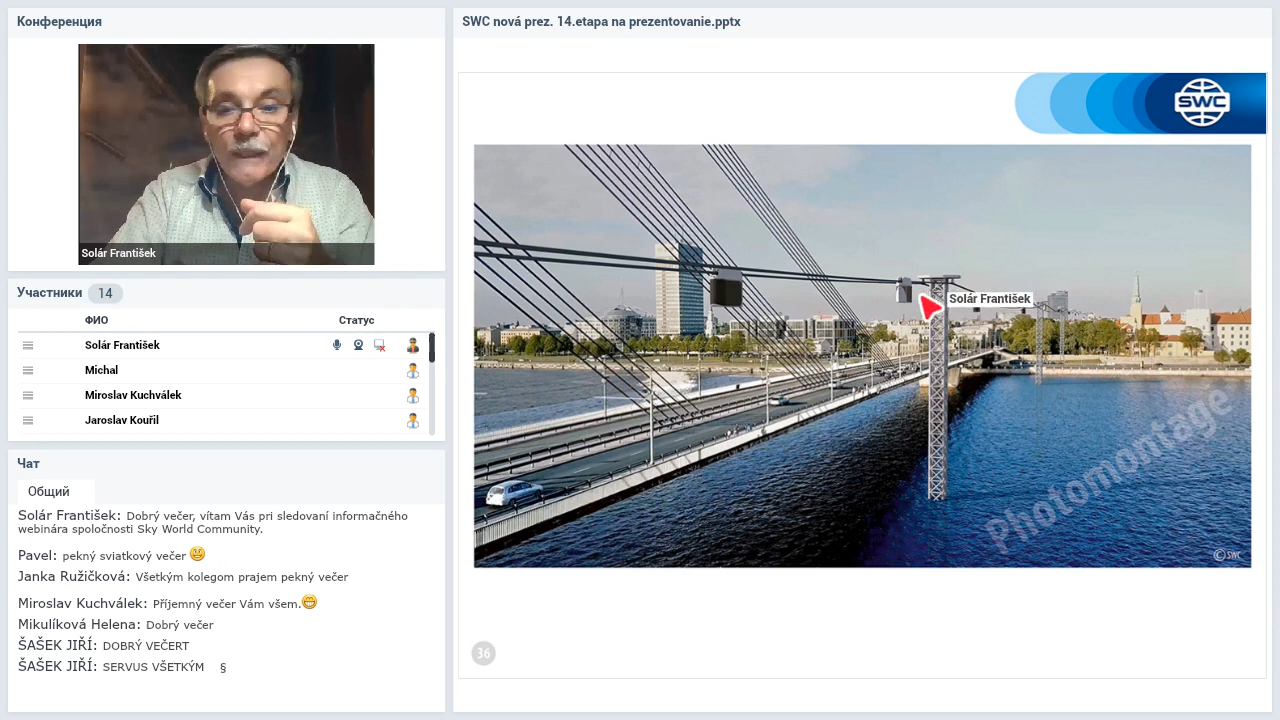 Конференция
Solár František
Участники 14
ФИО Статус
Solár František
Michal
Miroslav Kuchválek
Jaroslav Kouřil
Чат
Общий
Solár František: Dobrý večer, vítam Vás pri sledovaní informačného
webinára spoločnosti Sky World Community.
Pavel: pekný sviatkový večer
Janka Ružičková: Všetkým kolegom prajem pekný večer
Miroslav Kuchválek: Příjemný večer Vám všem.
Mikulíková Helena: Dobrý večer
ŠAŠEK JIŘÍ: DOBRÝ VEČERT
ŠAŠEK JIŘÍ: SERVUS VŠETKÝM §
SWC nová prez. 14.etapa na prezentovanie.pptx
SWC
Solár František
Photomontage
© SWC
36